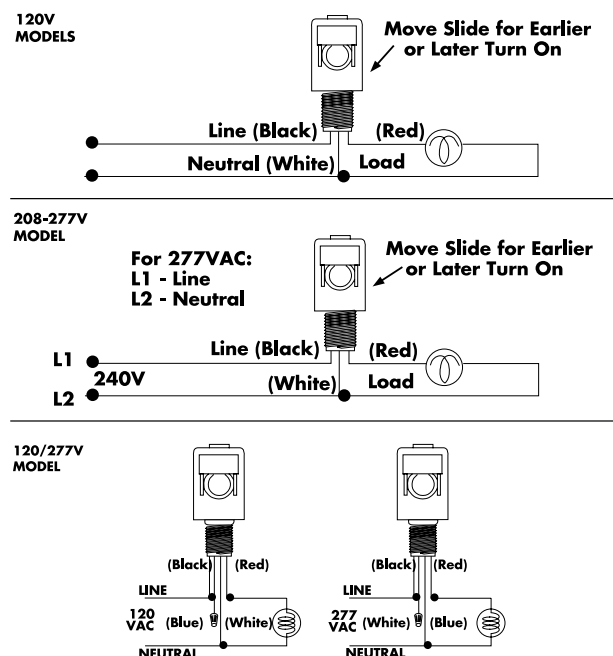 120V
MODELS
Move Slide for Earlier
or Later Turn On
Line (Black)
(Red)
Neutral (White)
Load
208-277V
MODEL
For 277VAC:
L1 - Line
L2 - Neutral
Move Slide for Earlier
or Later Turn On
L1
Line (Black)
(Red)
240V
(White)
Load
L2
120/277V
MODEL
(Black)
(Red)
LINE
120
VAC
(Blue)
(White)
NEUTRAL
(Black)
(Red)
LINE
277
VAC
(White)
(Blue)
NEUTRAL